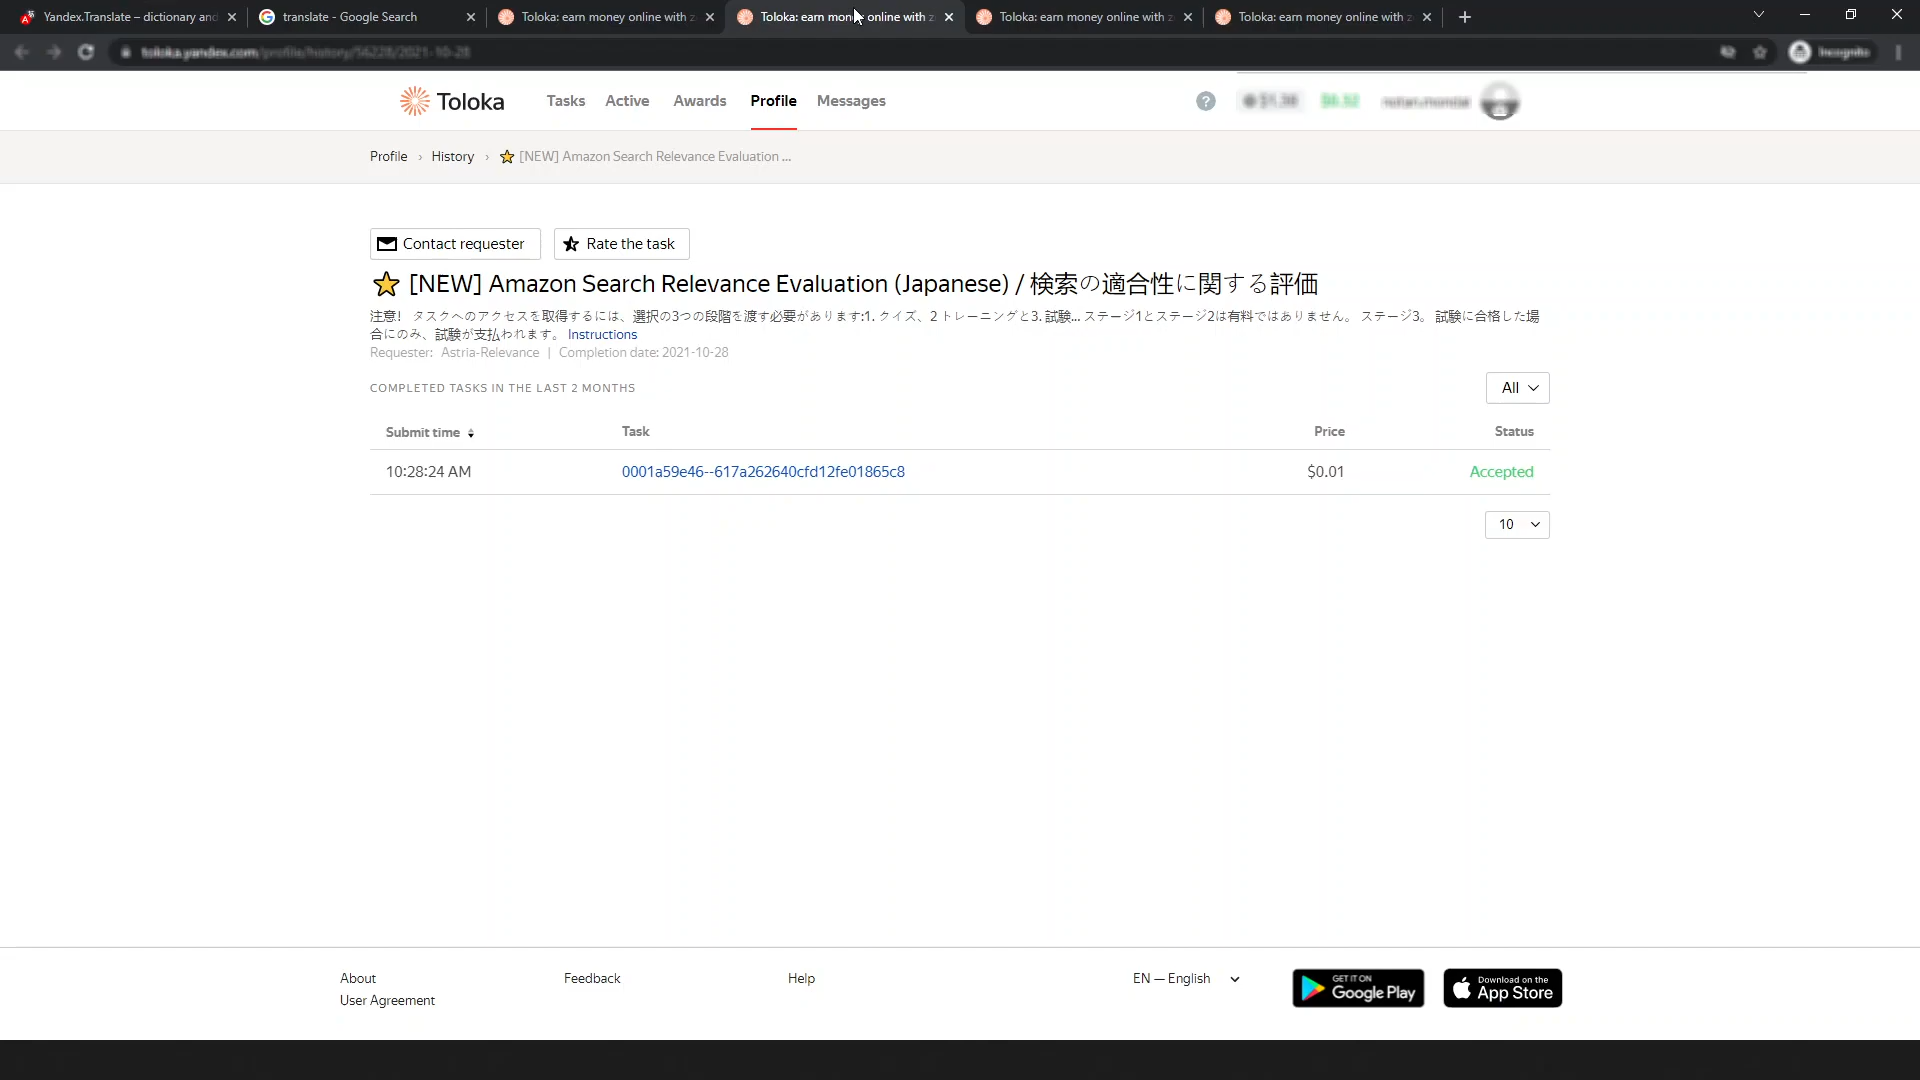 Yandex.Translate – dictionary and
translate - Google Search
Toloka: earn money online with z
Toloka: earn money online with z
Toloka: earn money online with z
Toloka: earn money online with z
toloka.yandex.com/profile/history/56228/2021-10-28
Incognito
Toloka
Tasks
Active
Awards
Profile
Messages
Profile › History › [NEW] Amazon Search Relevance Evaluation ...
Contact requester
Rate the task
[NEW] Amazon Search Relevance Evaluation (Japanese) / 検索の適合性に関する評価
注意！ タスクへのアクセスを取得するには、選択の3つの段階を渡す必要があります:1. クイズ、2 トレーニングと3. 試験... ステージ1とステージ2は有料ではありません。 ステージ3。 試験に合格した場
合にのみ、試験が支払われます。 Instructions
Requester: Astria-Relevance | Completion date: 2021-10-28
COMPLETED TASKS IN THE LAST 2 MONTHS
All
Submit time Task Price Status
10:28:24 AM 0001a59e46--617a262640cfd12fe01865c8 $0.01 Accepted
10
About Feedback Help EN — English
User Agreement
GET IT ON
Google Play
Download on the
App Store